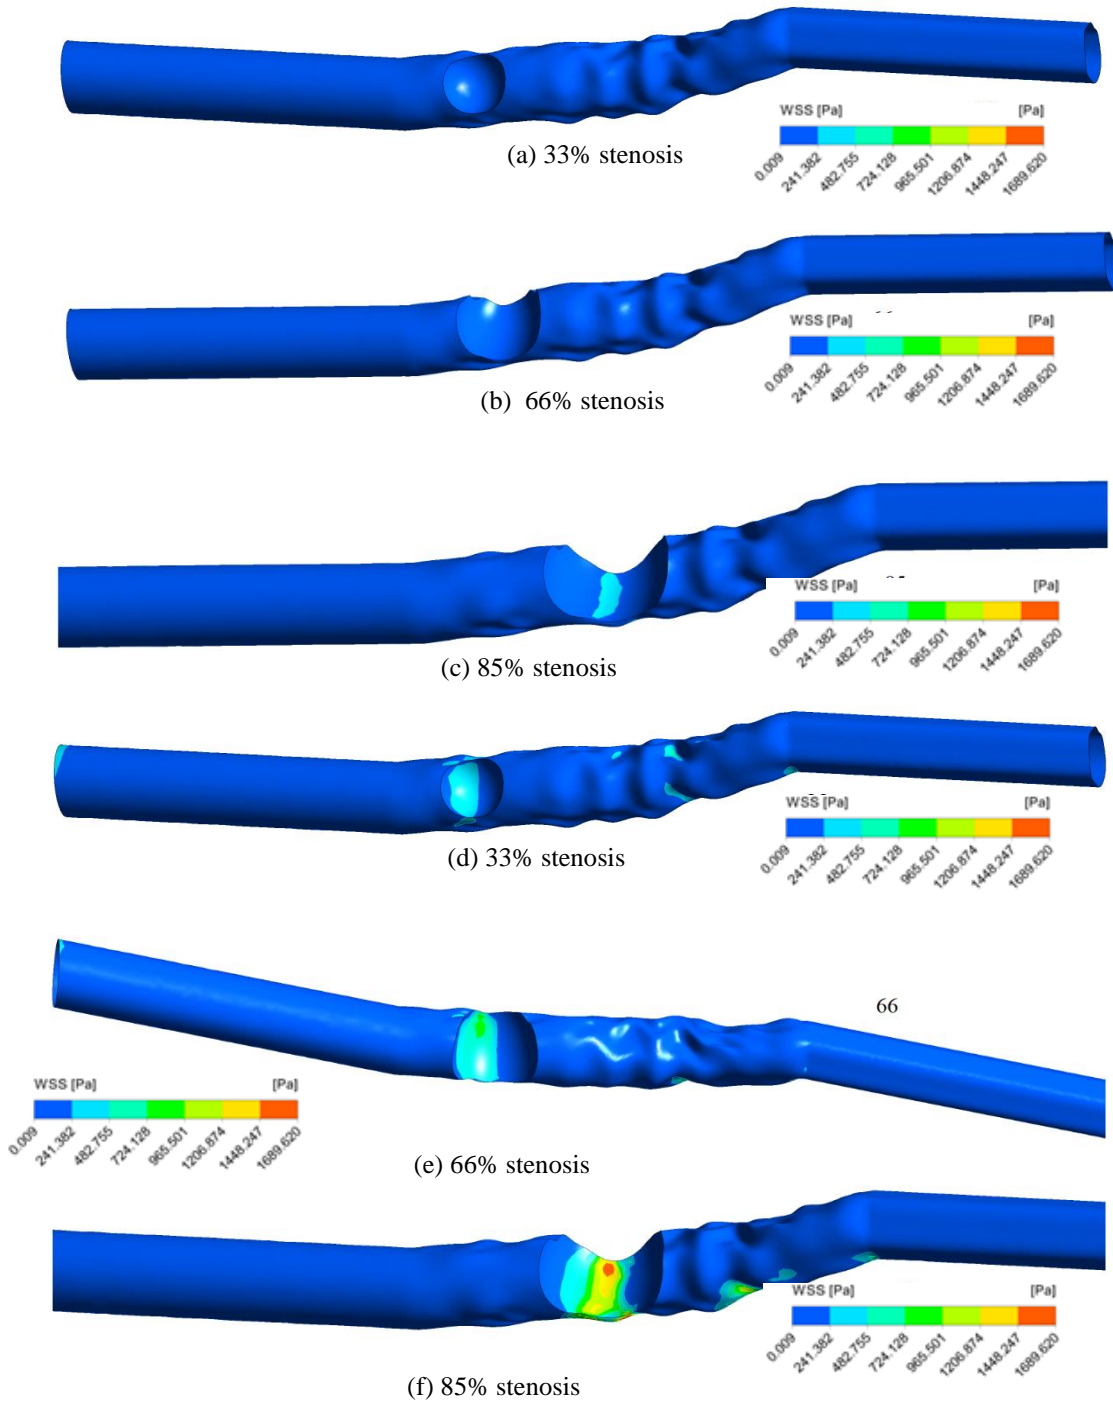 WSS [Pa] [Pa]
0.009 241.382 482.755 724.128 965.501 1206.874 1448.247 1689.620
(a) 33% stenosis
WSS [Pa] [Pa]
0.009 241.382 482.755 724.128 965.501 1206.874 1448.247 1689.620
(b) 66% stenosis
WSS [Pa] [Pa]
0.009 241.382 482.755 724.128 965.501 1206.874 1448.247 1689.620
(c) 85% stenosis
WSS [Pa] [Pa]
0.009 241.382 482.755 724.128 965.501 1206.874 1448.247 1689.620
(d) 33% stenosis
66
WSS [Pa] [Pa]
0.009 241.382 482.755 724.128 965.501 1206.874 1448.247 1689.620
(e) 66% stenosis
WSS [Pa] [Pa]
0.009 241.382 482.755 724.128 965.501 1206.874 1448.247 1689.620
(f) 85% stenosis